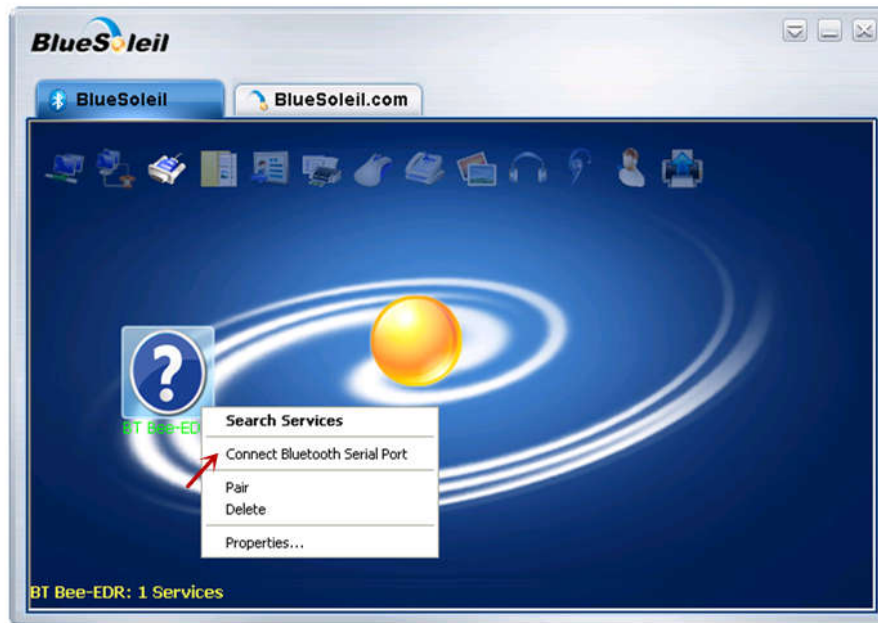 BlueSoleil
BlueSoleil
BlueSoleil.com
BT Bee-ED
Search Services
Connect Bluetooth Serial Port
Pair
Delete
Properties...
BT Bee-EDR: 1 Services